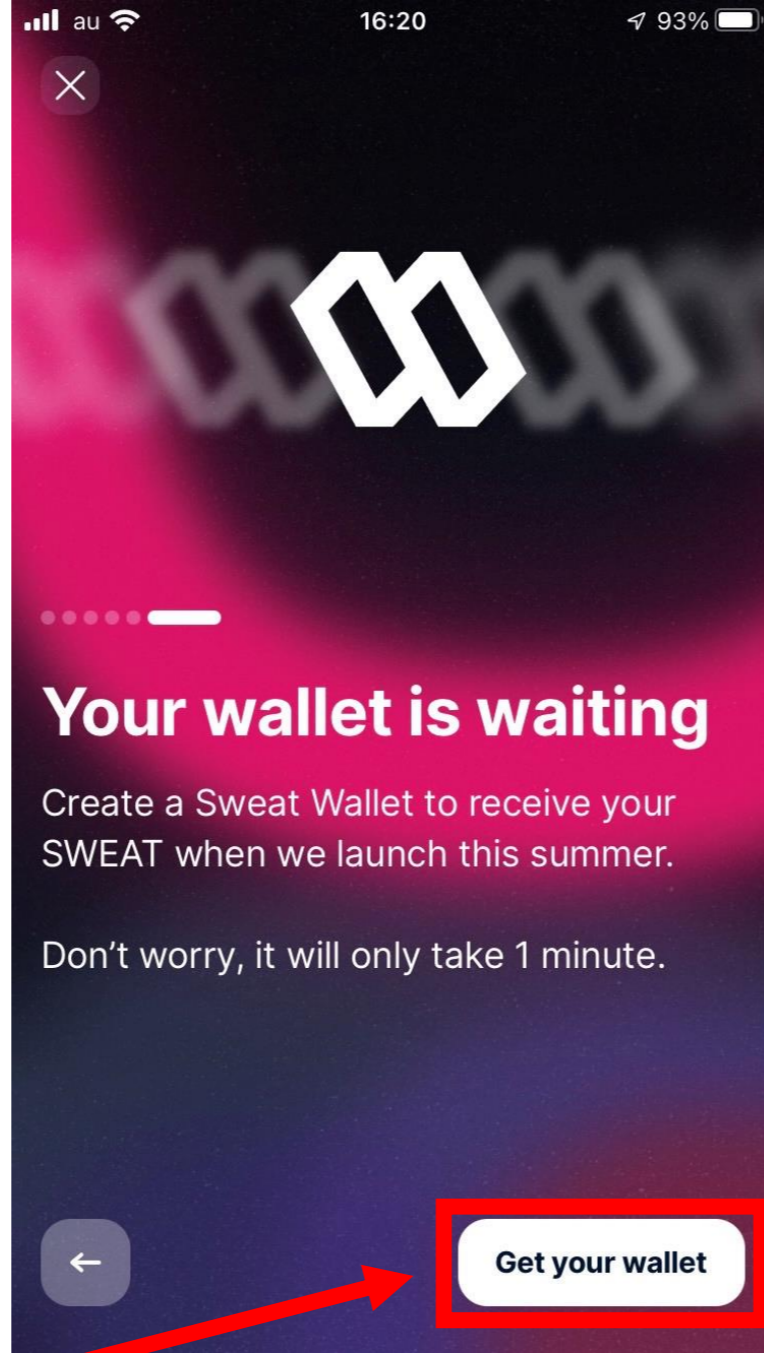 au 16:20 93%
Your wallet is waiting
Create a Sweat Wallet to receive your
SWEAT when we launch this summer.
Don’t worry, it will only take 1 minute.
Get your wallet